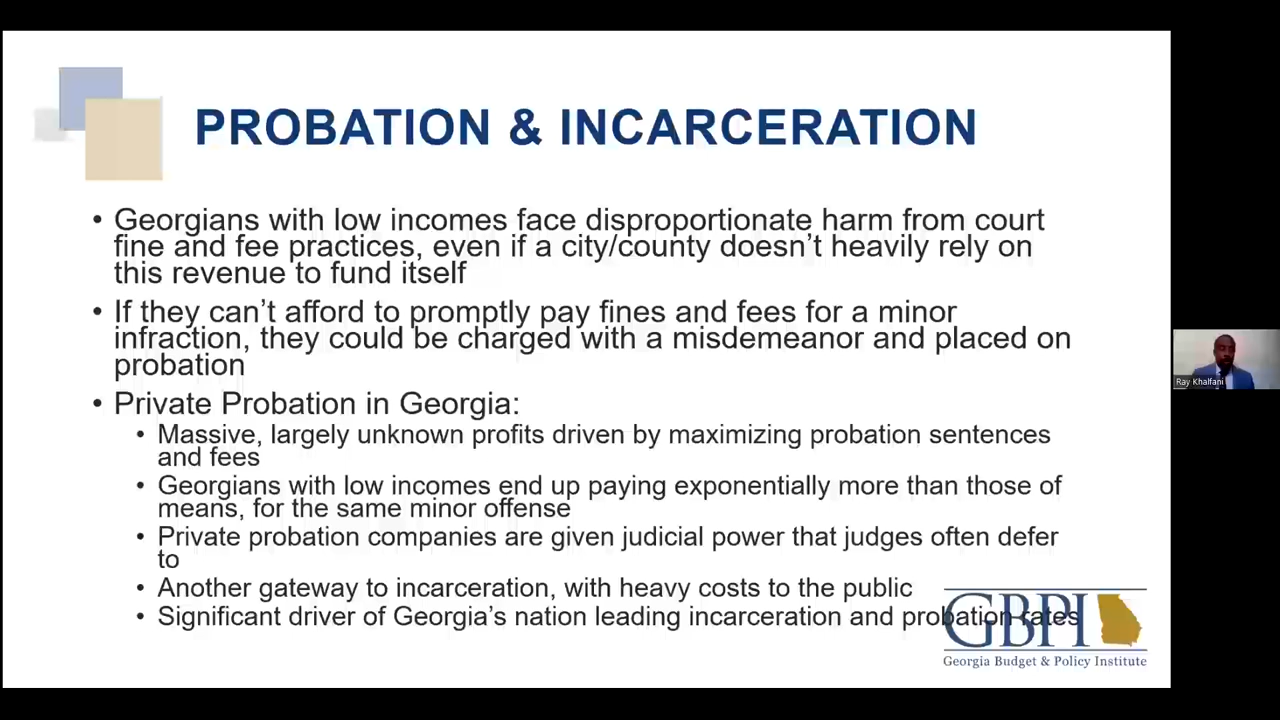 PROBATION & INCARCERATION
• Georgians with low incomes face disproportionate harm from court
fine and fee practices, even if a city/county doesn’t heavily rely on
this revenue to fund itself
• If they can’t afford to promptly pay fines and fees for a minor
infraction, they could be charged with a misdemeanor and placed on
probation
• Private Probation in Georgia:
• Massive, largely unknown profits driven by maximizing probation sentences
and fees
• Georgians with low incomes end up paying exponentially more than those of
means, for the same minor offense
• Private probation companies are given judicial power that judges often defer
to
• Another gateway to incarceration, with heavy costs to the public
• Significant driver of Georgia’s nation leading incarceration and probation rates
GBPI
Georgia Budget & Policy Institute
Ray Khalfani